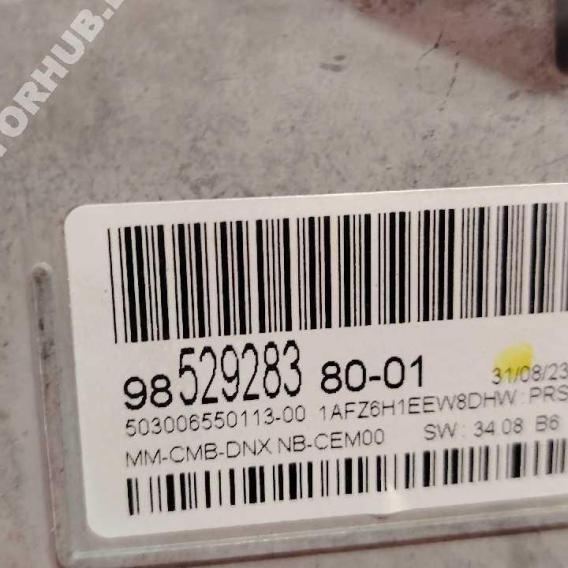 TORHUB.
98 529283 80-01 31/08/23
503006550113-00 1AFZ6H1EEW8DHW : PRS
MM-CMB-DNX NB-CEM00 SW : 34.08 B6